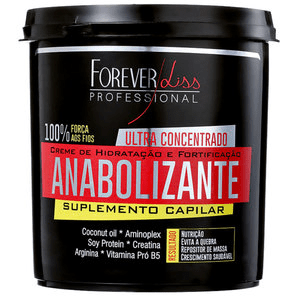 FOREVER Liss
PROFESSIONAL
100% FORÇA AOS FIOS
ULTRA CONCENTRADO
CREME DE HIDRATAÇÃO E FORTIFICAÇÃO
ANABOLIZANTE
SUPLEMENTO CAPILAR
Coconut oil * Aminoplex
Soy Protein * Creatina
Arginina * Vitamina Pró B5
RESULTADO
NUTRIÇÃO
EVITA A QUEBRA
REPOSITOR DE MASSA
CRESCIMENTO SAUDÁVEL